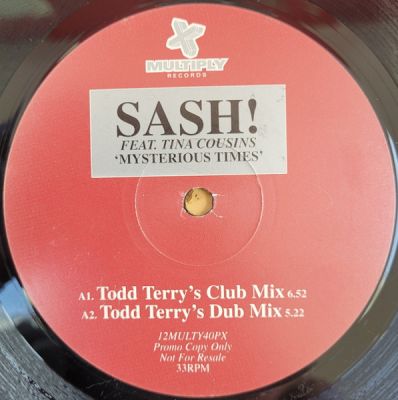 MULTIPLY
RECORDS
SASH!
FEAT. TINA COUSINS
'MYSTERIOUS TIMES'
A1. Todd Terry's Club Mix 6.52
A2. Todd Terry's Dub Mix 5.22
12MULTY40PX
Promo Copy Only
Not For Resale
33RPM